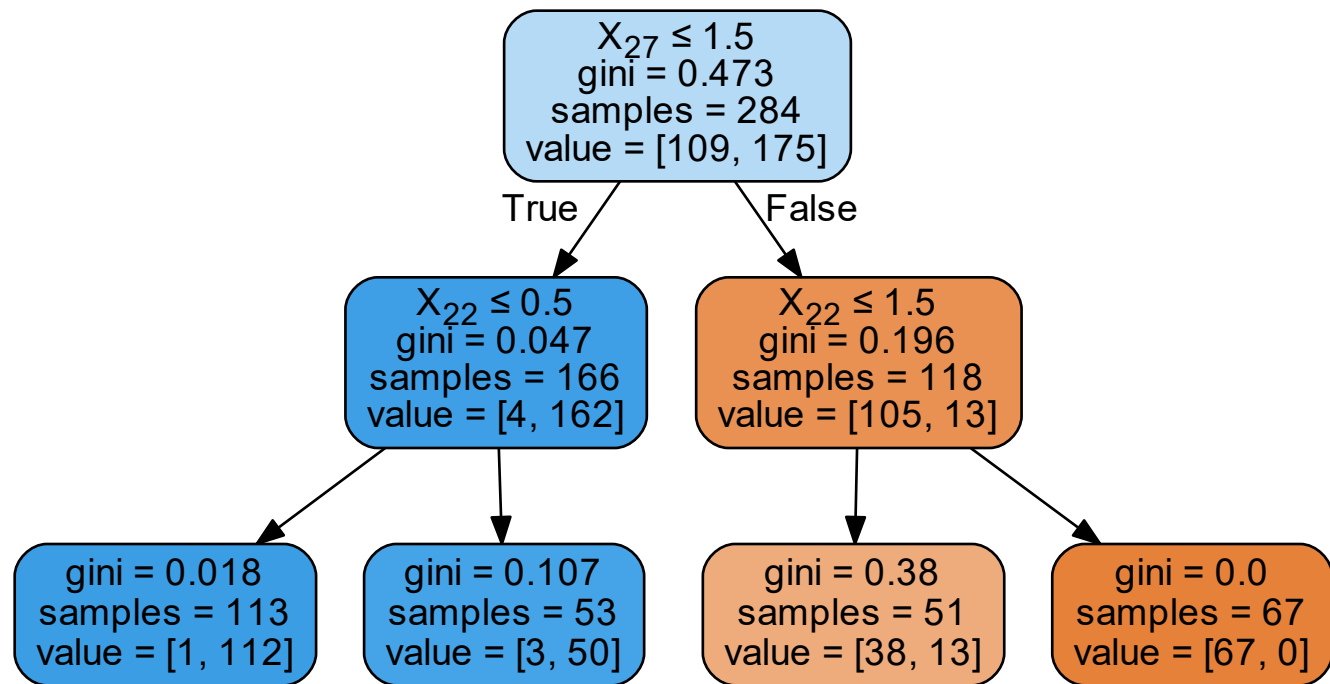 X27 ≤ 1.5
gini = 0.473
samples = 284
value = [109, 175]
True
False
X22 ≤ 0.5
gini = 0.047
samples = 166
value = [4, 162]
X22 ≤ 1.5
gini = 0.196
samples = 118
value = [105, 13]
gini = 0.018
samples = 113
value = [1, 112]
gini = 0.107
samples = 53
value = [3, 50]
gini = 0.38
samples = 51
value = [38, 13]
gini = 0.0
samples = 67
value = [67, 0]